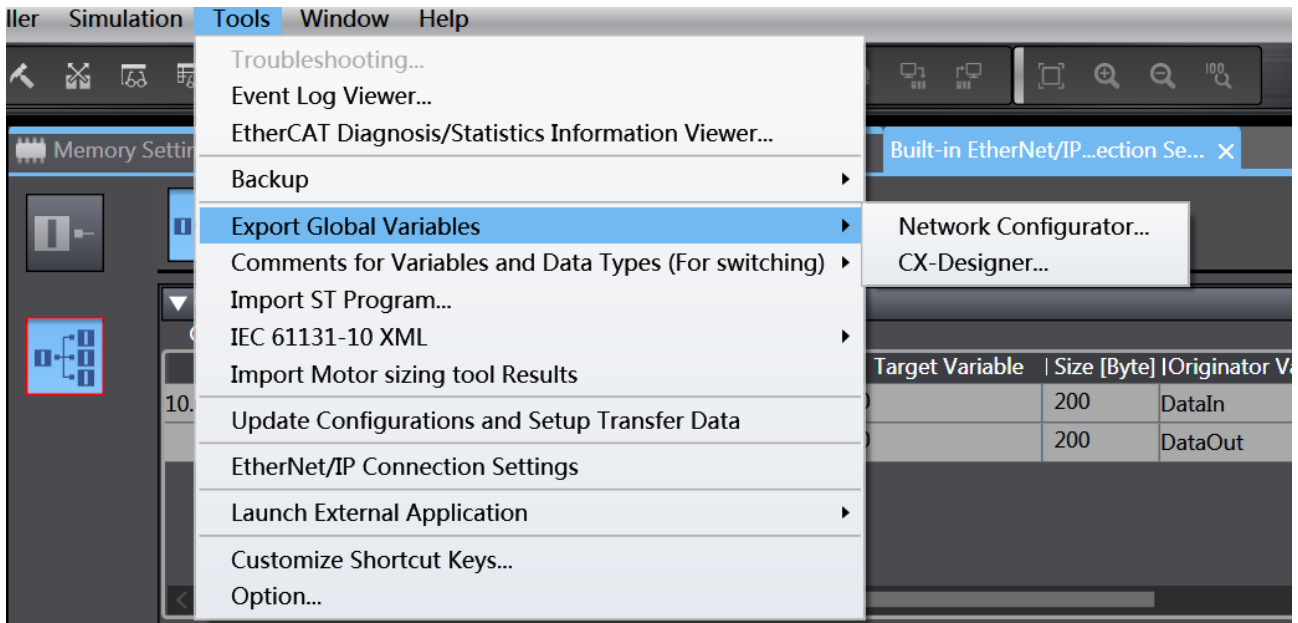 ller Simulation Tools Window Help
Troubleshooting...
Event Log Viewer...
EtherCAT Diagnosis/Statistics Information Viewer...
Memory Settin
Built-in EtherNet/IP...ection Se...
Backup
Export Global Variables
Network Configurator...
Comments for Variables and Data Types (For switching)
CX-Designer...
Import ST Program...
IEC 61131-10 XML
Import Motor sizing tool Results
Target Variable Size [Byte] Originator Va
Update Configurations and Setup Transfer Data
10. 200 DataIn
EtherNet/IP Connection Settings
200 DataOut
Launch External Application
Customize Shortcut Keys...
Option...